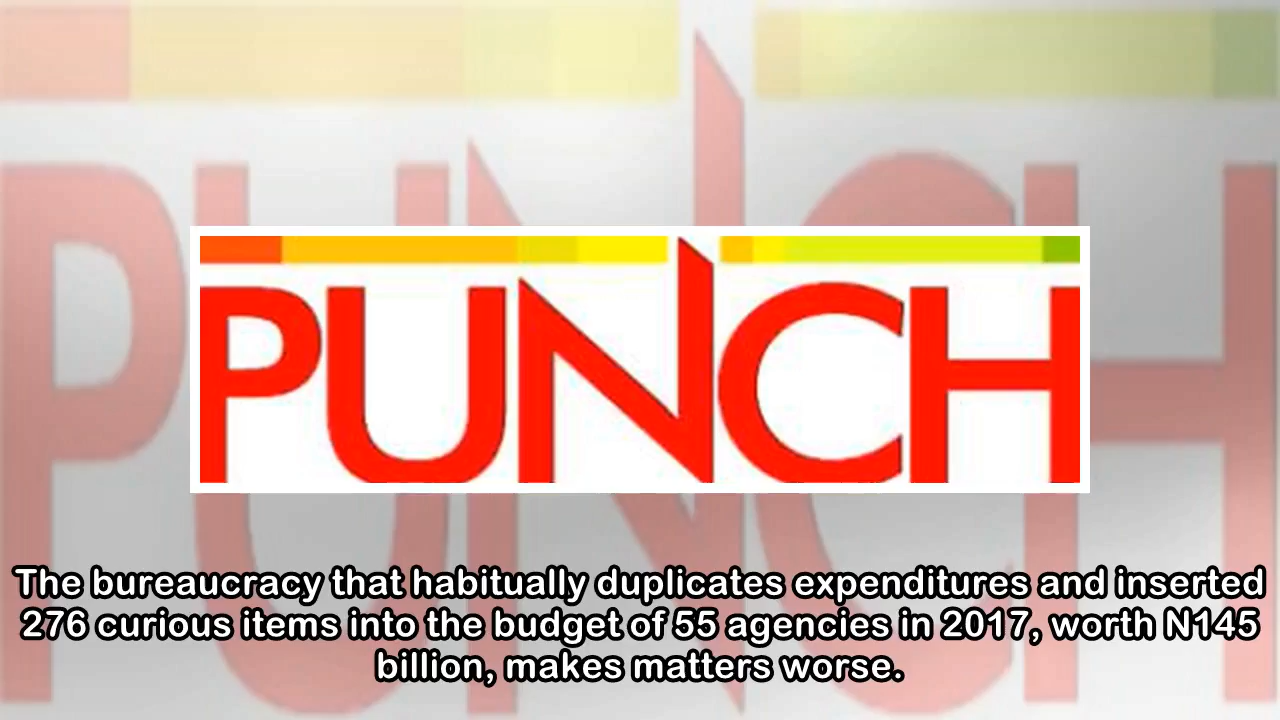 PUNCH
The bureaucracy that habitually duplicates expenditures and inserted
276 curious items into the budget of 55 agencies in 2017, worth N145
billion, makes matters worse.